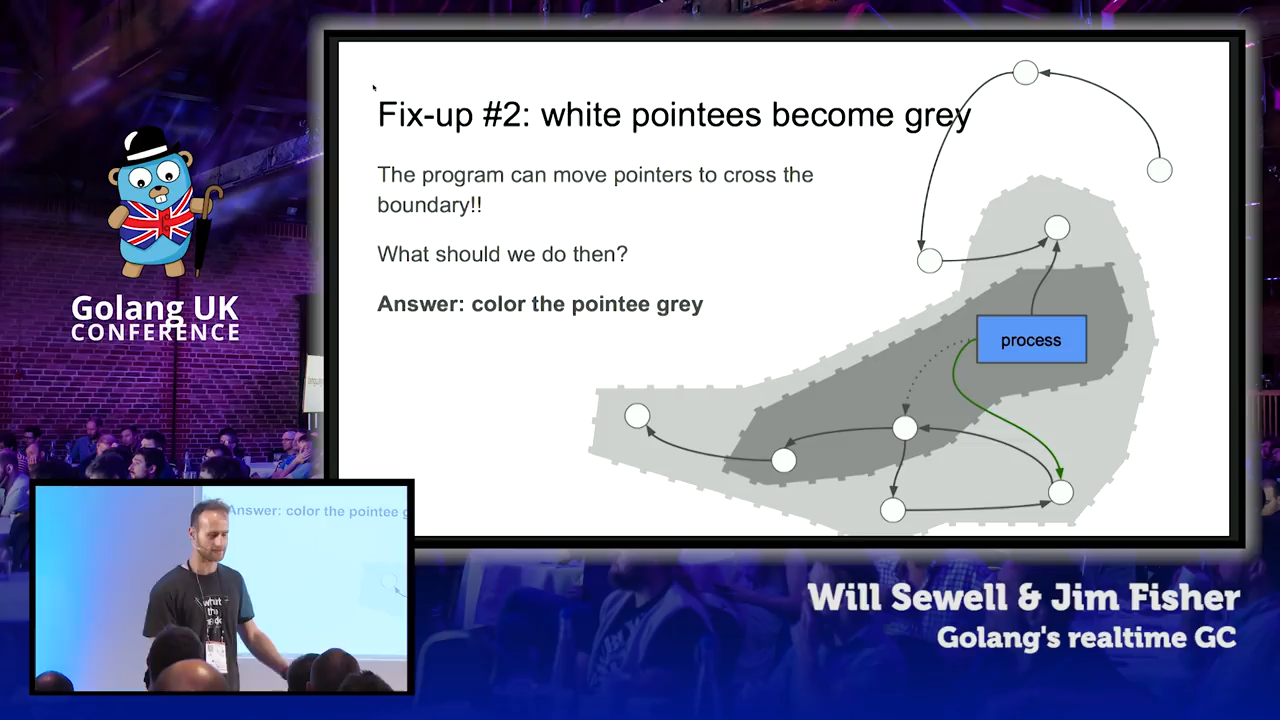 Fix-up #2: white pointees become grey
The program can move pointers to cross the
boundary!!
What should we do then?
Answer: color the pointee grey
process
Golang UK
CONFERENCE
Answer: color the pointee g
what
the
Will Sewell & Jim Fisher
Golang's realtime GC